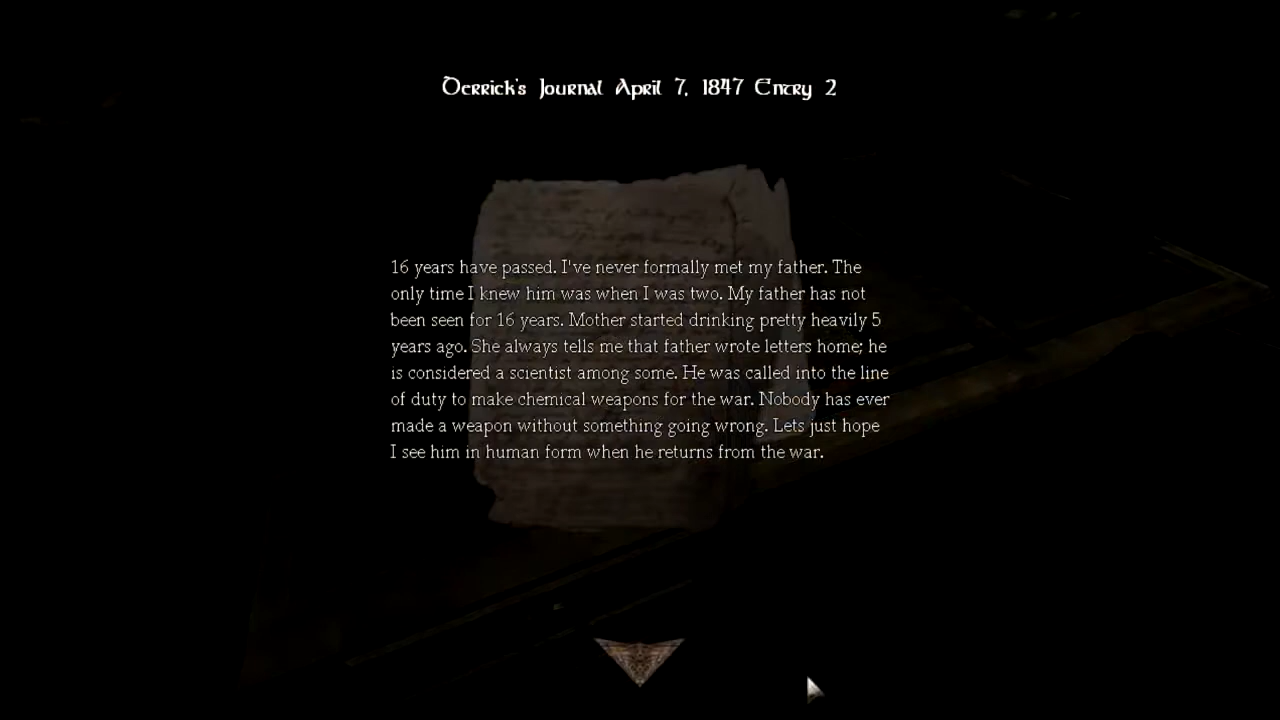 Derrick's Journal April 7, 1847 Entry 2
16 years have passed. I've never formally met my father. The
only time I knew him was when I was two. My father has not
been seen for 16 years. Mother started drinking pretty heavily 5
years ago. She always tells me that father wrote letters home; he
is considered a scientist among some. He was called into the line
of duty to make chemical weapons for the war. Nobody has ever
made a weapon without something going wrong. Lets just hope
I see him in human form when he returns from the war.